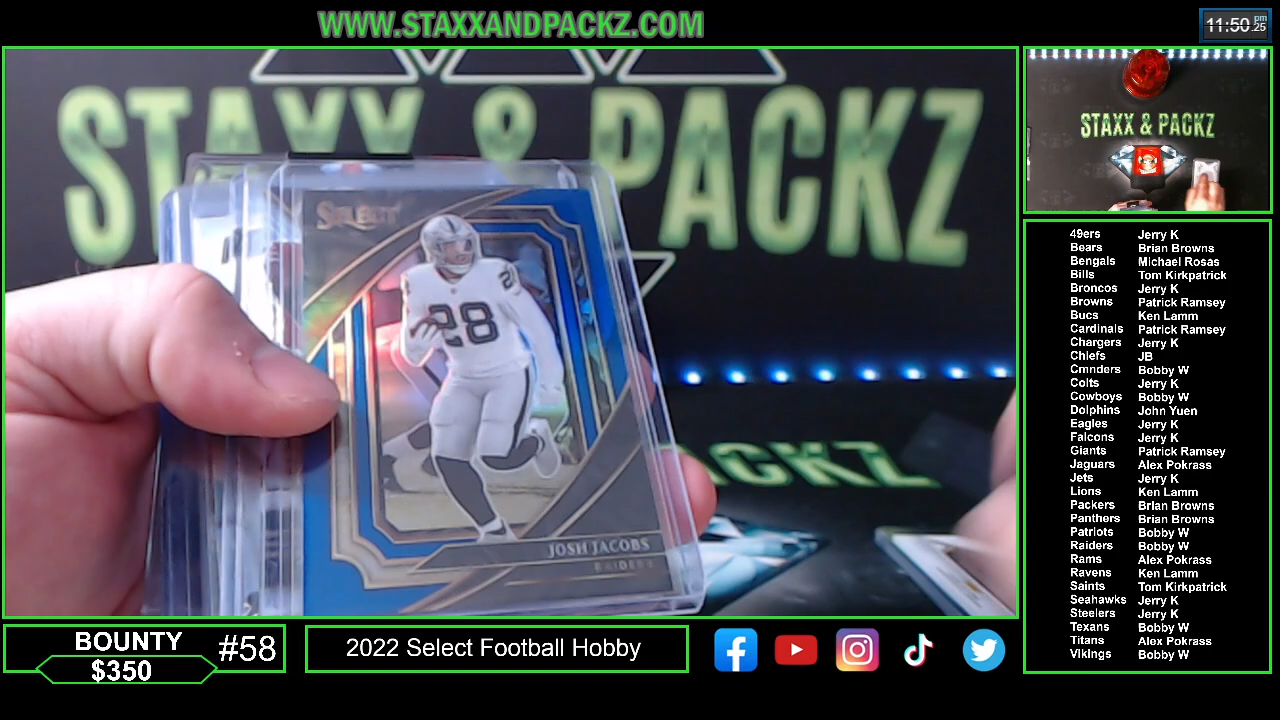 WWW.STAXXANDPACKZ.COM
11:50 pm .25
STAXX & PACKZ
SELECT
28
28
JOSH JACOBS
RAIDERS
ACKZ
STAXX & PACKZ
49ers Jerry K
Bears Brian Browns
Bengals Michael Rosas
Bills Tom Kirkpatrick
Broncos Jerry K
Browns Patrick Ramsey
Bucs Ken Lamm
Cardinals Patrick Ramsey
Chargers Jerry K
Chiefs JB
Cmnders Bobby W
Colts Jerry K
Cowboys Bobby W
Dolphins John Yuen
Eagles Jerry K
Falcons Jerry K
Giants Patrick Ramsey
Jaguars Alex Pokrass
Jets Jerry K
Lions Ken Lamm
Packers Brian Browns
Panthers Brian Browns
Patriots Bobby W
Raiders Bobby W
Rams Alex Pokrass
Ravens Ken Lamm
Saints Tom Kirkpatrick
Seahawks Jerry K
Steelers Jerry K
Texans Bobby W
Titans Alex Pokrass
Vikings Bobby W
BOUNTY #58
$350
2022 Select Football Hobby